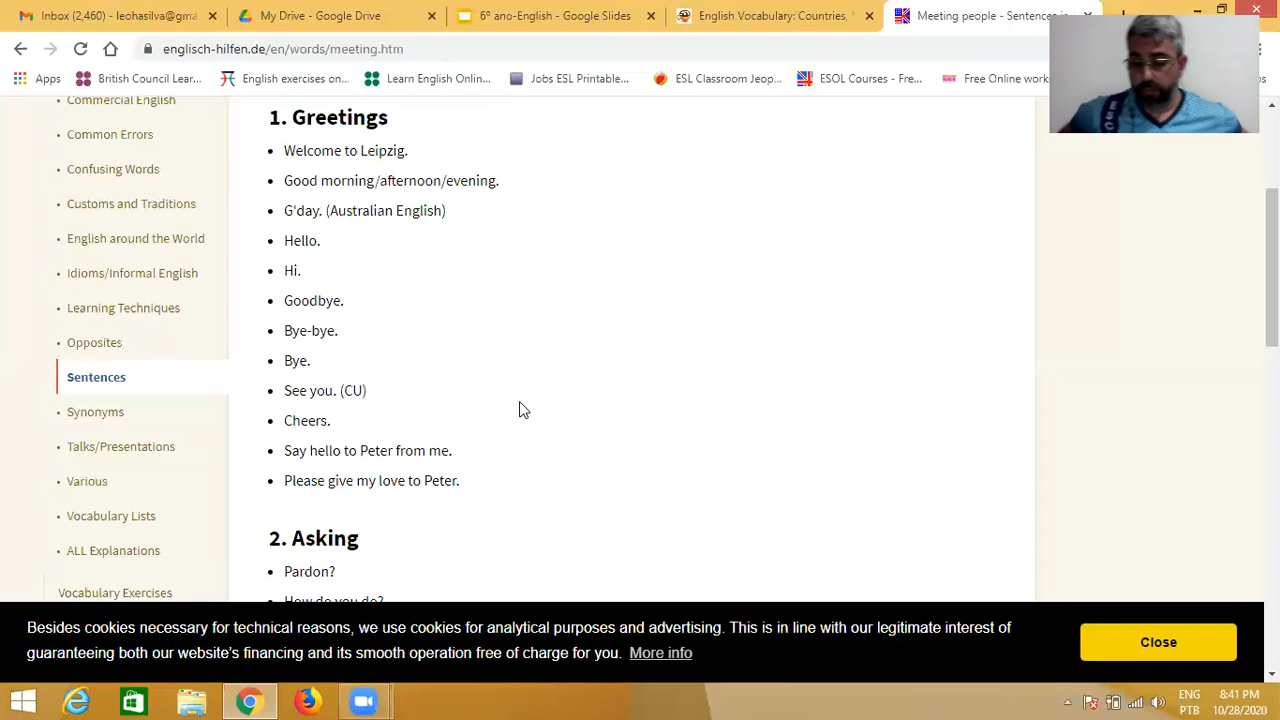 Inbox (2,460) - leohasilva@gma
My Drive - Google Drive
6º ano-English - Google Slides
English Vocabulary: Countries,
Meeting people - Sentences in
englisch-hilfen.de/en/words/meeting.htm
Apps
British Council Lear...
English exercises on...
Learn English Onlin...
Jobs ESL Printable...
ESL Classroom Jeop...
ESOL Courses - Fre...
Free Online works
Commercial English
Common Errors
Confusing Words
Customs and Traditions
English around the World
Idioms/Informal English
Learning Techniques
Opposites
Sentences
Synonyms
Talks/Presentations
Various
Vocabulary Lists
ALL Explanations
Vocabulary Exercises
1. Greetings
Welcome to Leipzig.
Good morning/afternoon/evening.
G'day. (Australian English)
Hello.
Hi.
Goodbye.
Bye-bye.
Bye.
See you. (CU)
Cheers.
Say hello to Peter from me.
Please give my love to Peter.
2. Asking
Pardon?
How do you do?
Besides cookies necessary for technical reasons, we use cookies for analytical purposes and advertising. This is in line with our legitimate interest of
guaranteeing both our website's financing and its smooth operation free of charge for you. More info
Close
ENG
PTB
8:41 PM
10/28/2020